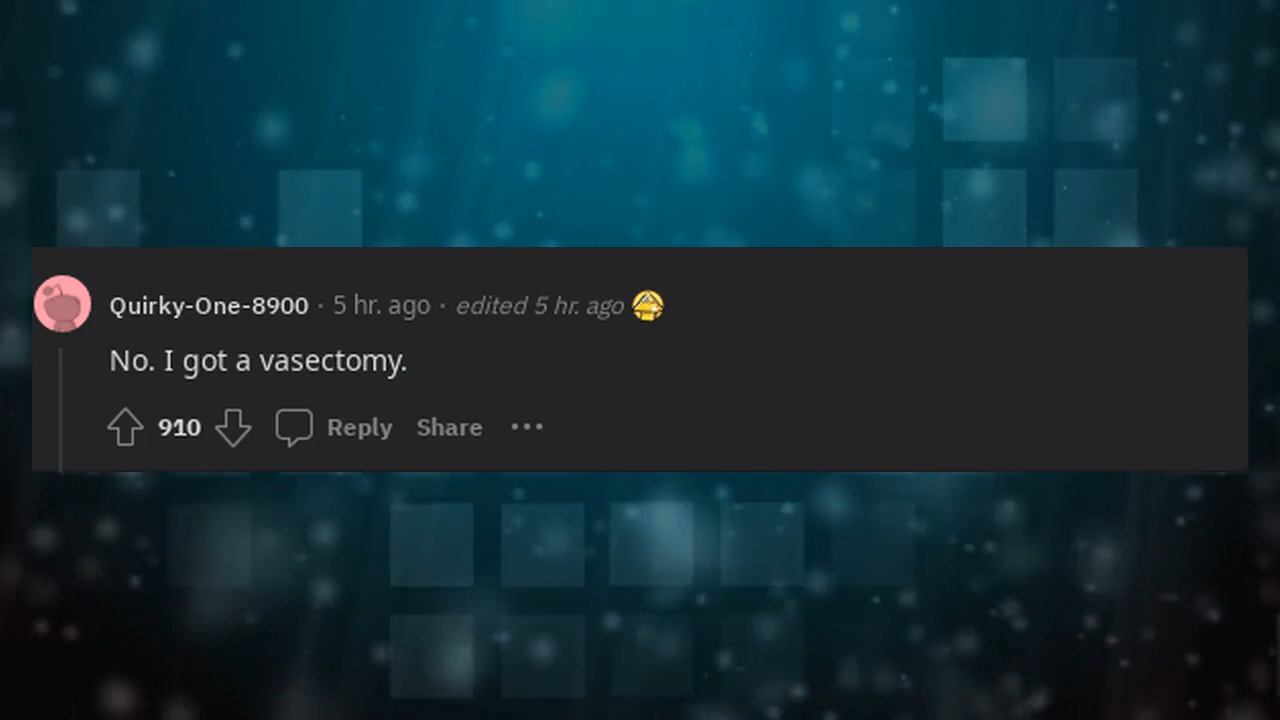 Quirky-One-8900 · 5 hr. ago · edited 5 hr. ago
No. I got a vasectomy.
910 Reply Share ···